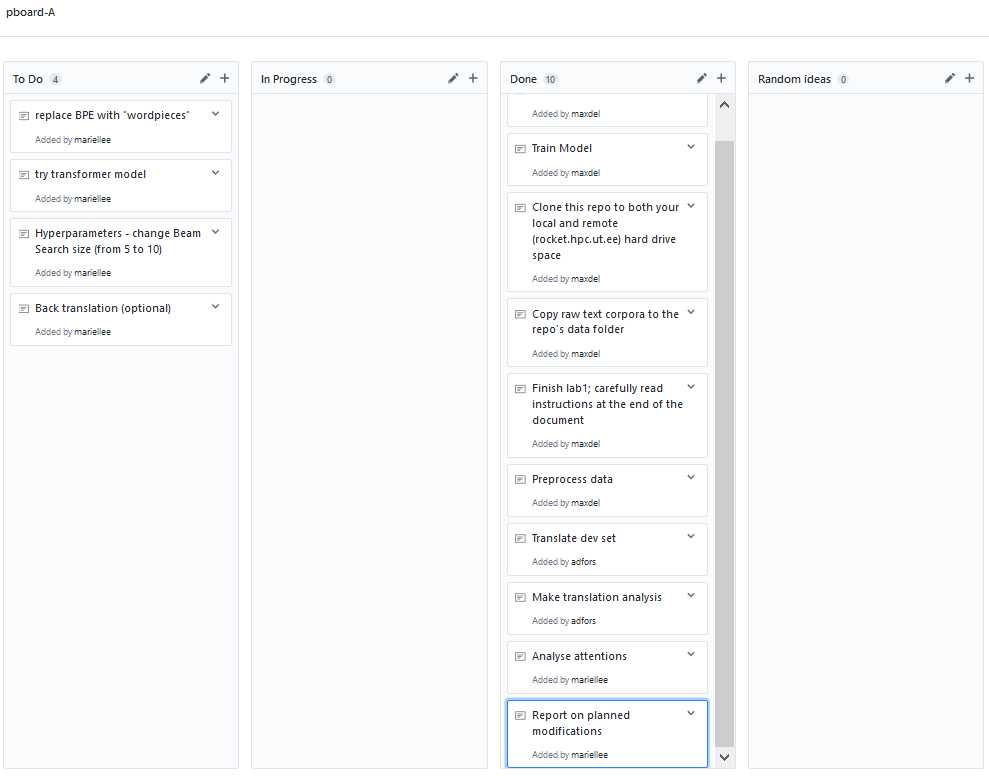 pboard-A
To Do 4
replace BPE with "wordpieces"
Added by mariellee
try transformer model
Added by mariellee
Hyperparameters - change Beam
Search size (from 5 to 10)
Added by mariellee
Back translation (optional)
Added by mariellee
In Progress 0
Done 10
Added by maxdel
Train Model
Added by maxdel
Clone this repo to both your
local and remote
(rocket.hpc.ut.ee) hard drive
space
Added by maxdel
Copy raw text corpora to the
repo's data folder
Added by maxdel
Finish lab1; carefully read
instructions at the end of the
document
Added by maxdel
Preprocess data
Added by maxdel
Translate dev set
Added by adfors
Make translation analysis
Added by adfors
Analyse attentions
Added by mariellee
Report on planned
modifications
Added by mariellee
Random ideas 0